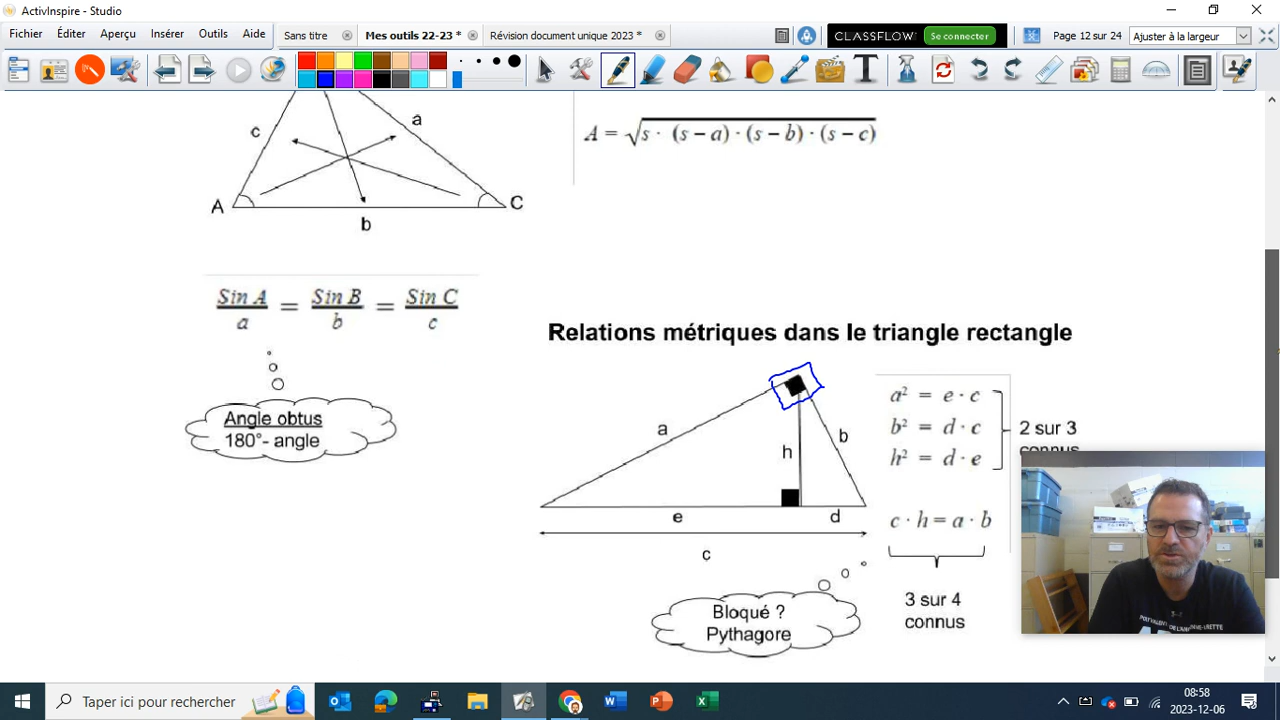 ActivInspire - Studio
Fichier Éditer Aperçu Insérer Outils Aide
Sans titre
Mes outils 22-23 *
Révision document unique 2023 *
CLASSFLOW
Se connecter
Page 12 sur 24
Ajuster à la largeur
c
a
A
C
b
A = √s · (s – a) · (s – b) · (s – c)
Sin A / a = Sin B / b = Sin C / c
Angle obtus
180°- angle
Relations métriques dans le triangle rectangle
a
h
b
e
d
c
a² = e · c
b² = d · c
h² = d · e
2 sur 3
connus
c · h = a · b
3 sur 4
connus
Bloqué ?
Pythagore
Taper ici pour rechercher
08:58
2023-12-06